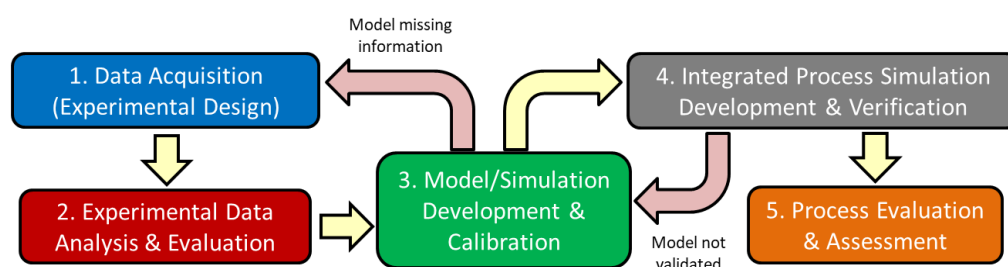 Model missing
information
1. Data Acquisition
(Experimental Design)
2. Experimental Data
Analysis & Evaluation
3. Model/Simulation
Development &
Calibration
4. Integrated Process Simulation
Development & Verification
Model not
validated
5. Process Evaluation
& Assessment